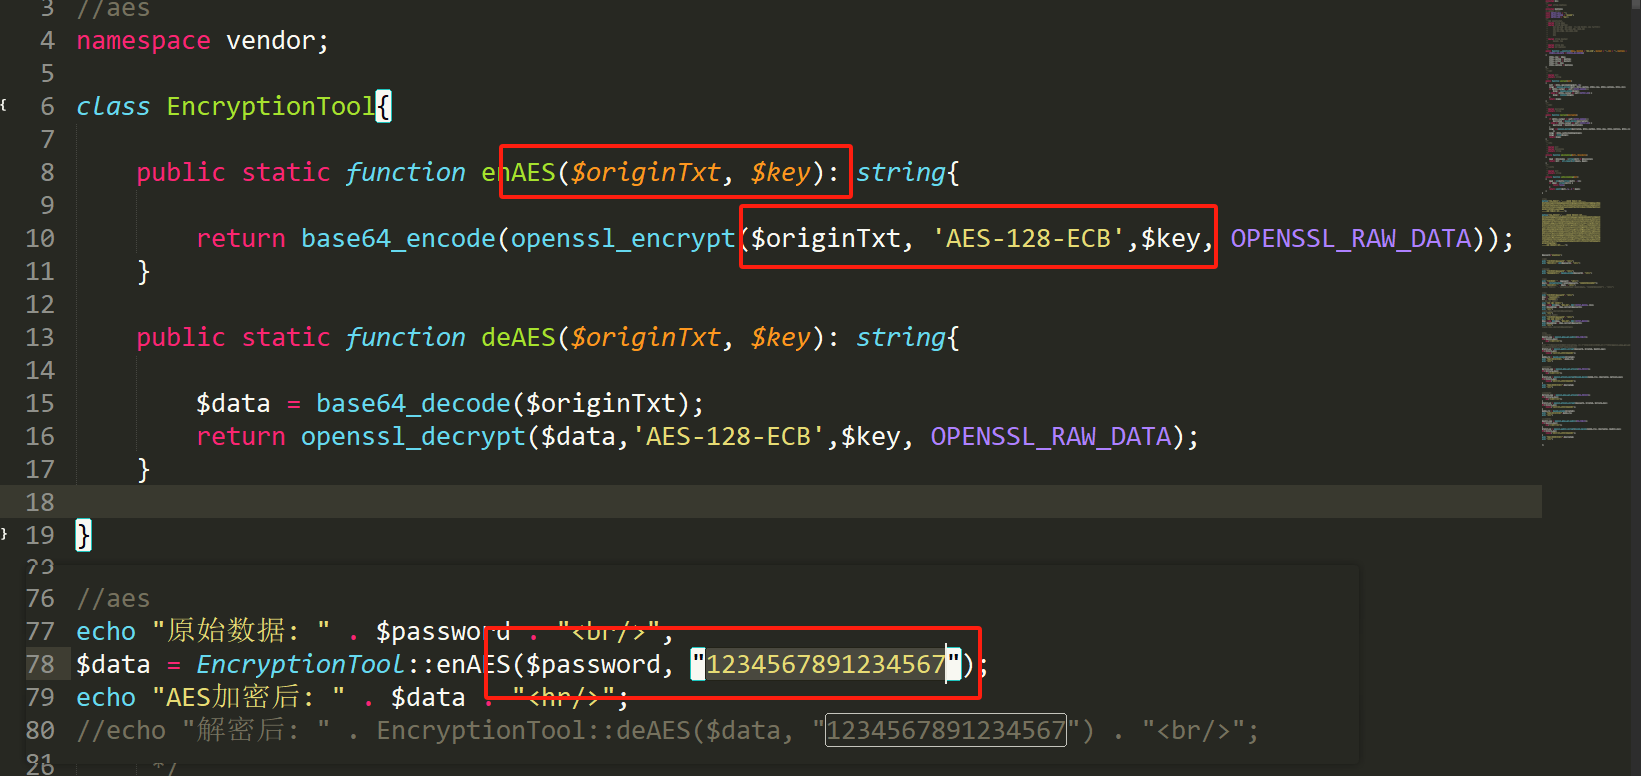 3 //aes
4 namespace vendor;
5
6 class EncryptionTool{
7
8 public static function enAES($originTxt, $key): string{
9
10 return base64_encode(openssl_encrypt($originTxt, 'AES-128-ECB',$key, OPENSSL_RAW_DATA));
11 }
12
13 public static function deAES($originTxt, $key): string{
14
15 $data = base64_decode($originTxt);
16 return openssl_decrypt($data,'AES-128-ECB',$key, OPENSSL_RAW_DATA);
17 }
18
19 }
76 //aes
77 echo "原始数据: " . $password . "<br/>";
78 $data = EncryptionTool::enAES($password, "1234567891234567");
79 echo "AES加密后: " . $data . "<hr/>";
80 //echo "解密后: " . EncryptionTool::deAES($data, "1234567891234567") . "<br/>";
*/